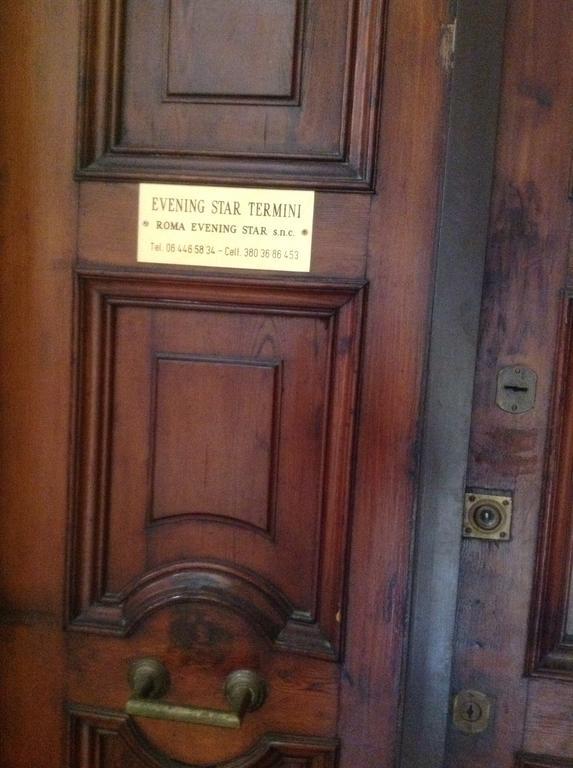 EVENING STAR TERMINI
ROMA EVENING STAR s.n.c.
Tel. 06 446 58 34 - Cell. 380 36 86 453